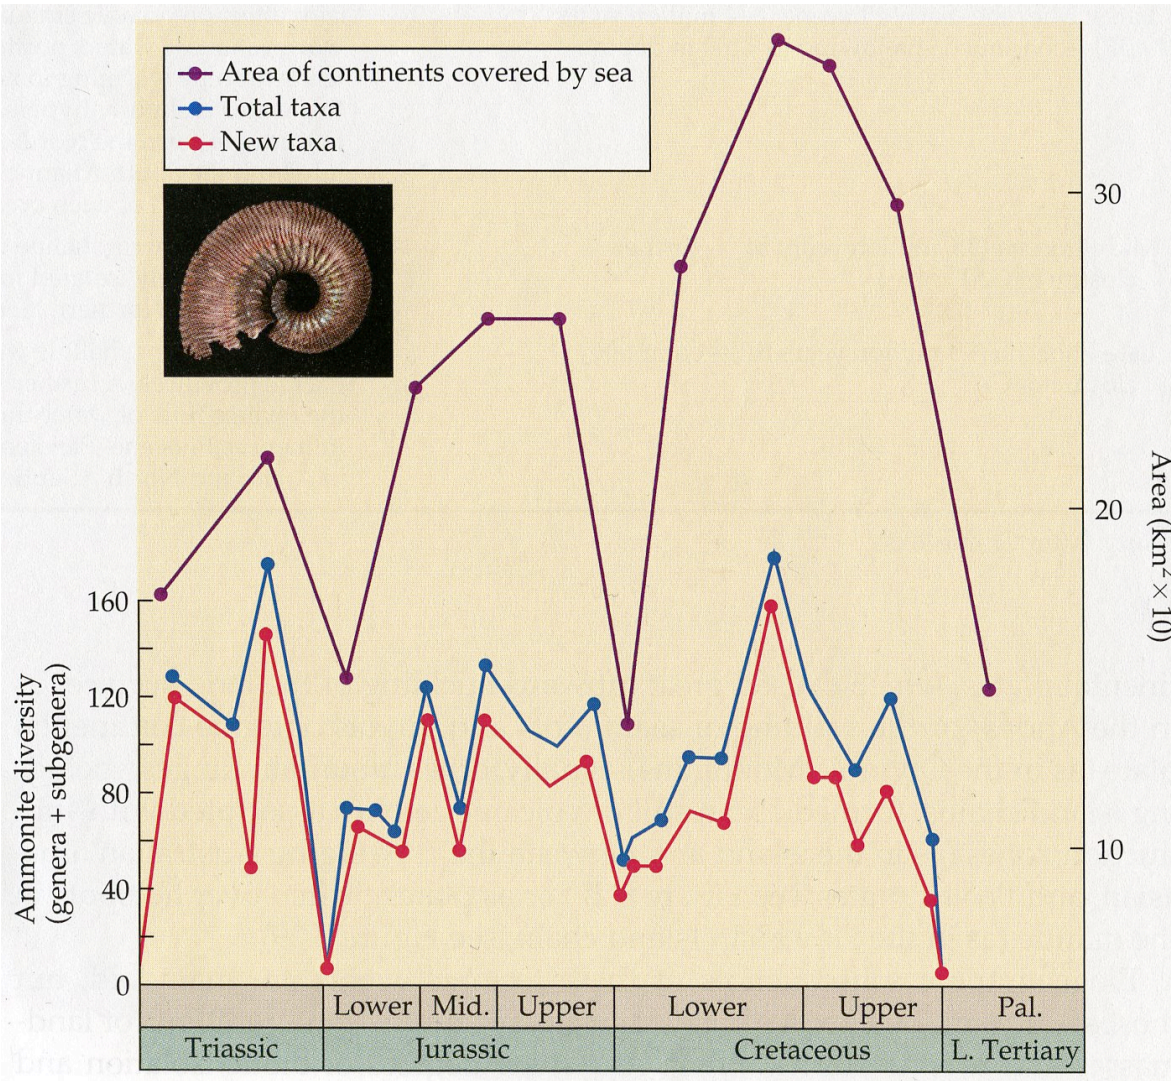 Area of continents covered by sea
Total taxa
New taxa
30
20
10
Area (km² × 10)
160
120
80
40
0
Ammonite diversity
(genera + subgenera)
Lower Mid. Upper Lower Upper Pal.
Triassic Jurassic Cretaceous L. Tertiary